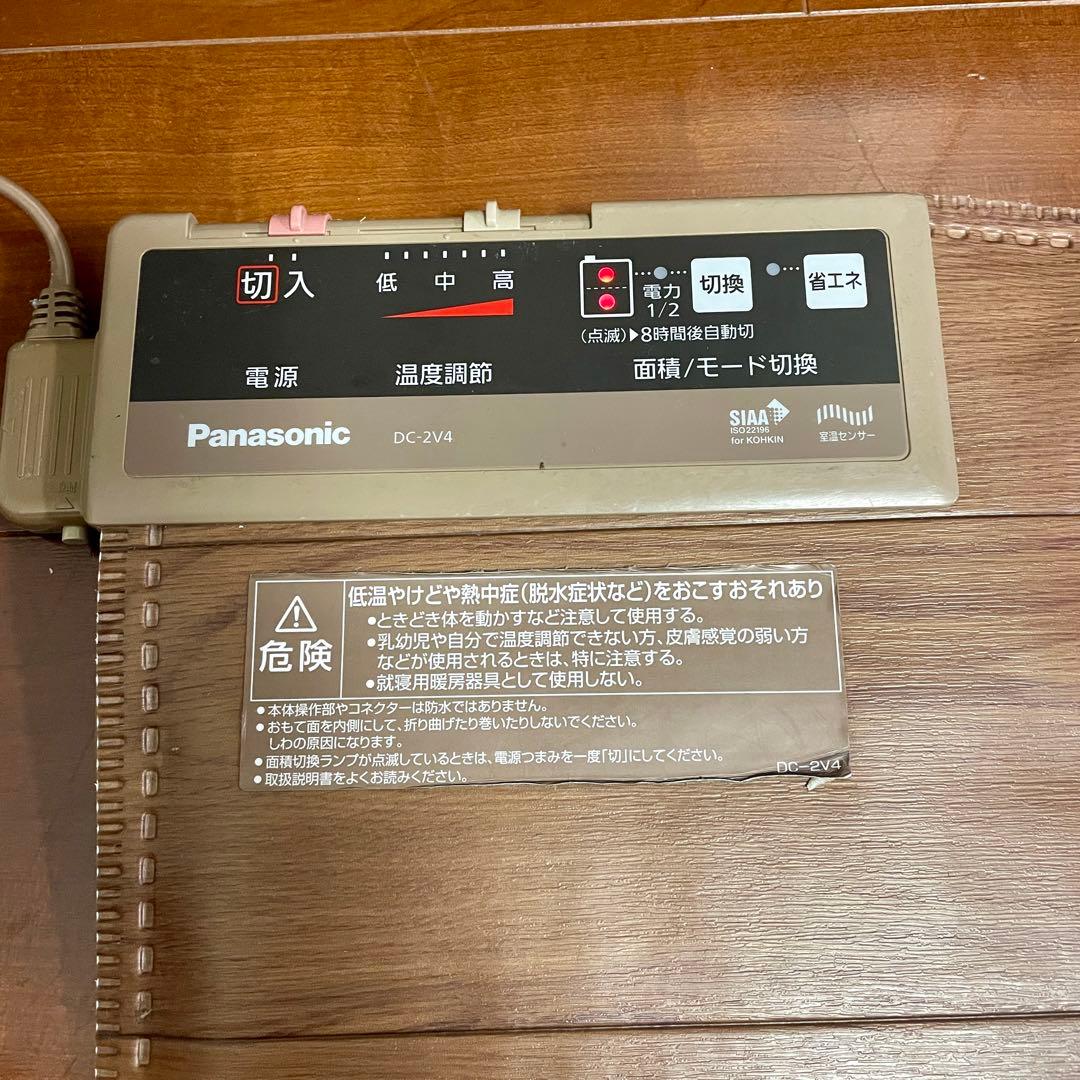 切 入
低 中 高
電力
1/2
切換
省エネ
(点滅)▶8時間後自動切
電源
温度調節
面積/モード切換
Panasonic
DC-2V4
SIAA
ISO22196
for KOHKIN
室温センサー
危険
低温やけどや熱中症(脱水症状など)をおこすおそれあり
●ときどき体を動かすなど注意して使用する。
●乳幼児や自分で温度調節できない方、皮膚感覚の弱い方
などが使用されるときは、特に注意する。
●就寝用暖房器具として使用しない。
●本体操作部やコネクターは防水ではありません。
●おもて面を内側にして、折り曲げたり巻いたりしないでください。
しわの原因になります。
●面積切換ランプが点滅しているときは、電源つまみを一度「切」にしてください。
●取扱説明書をよくお読みください。
DC-2V4